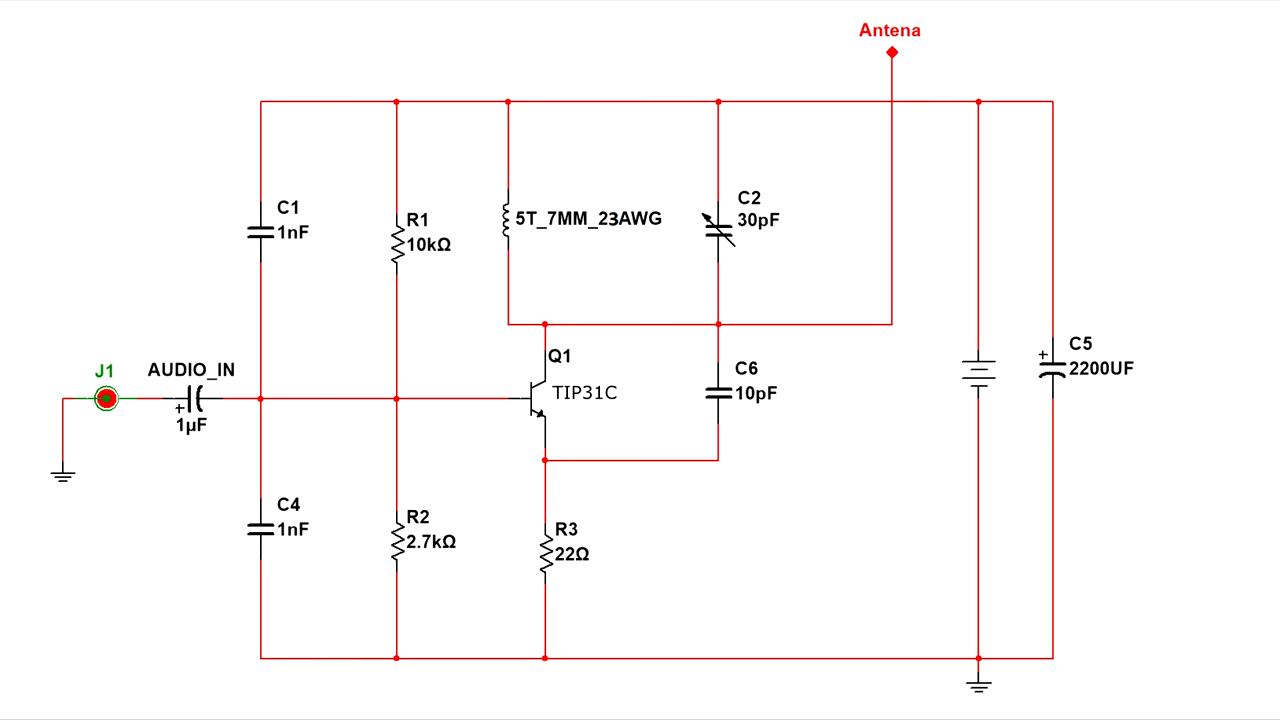 Antena
C1
1nF
R1
10kΩ
5T_7MM_23AWG
C2
30pF
J1
AUDIO_IN
+
1µF
Q1
TIP31C
C6
10pF
+
C5
2200UF
C4
1nF
R2
2.7kΩ
R3
22Ω